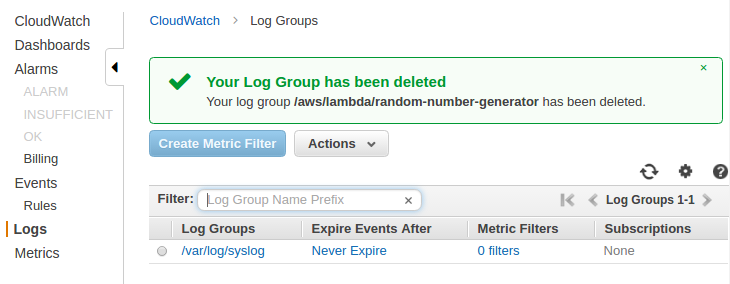 CloudWatch
Dashboards
Alarms
ALARM
INSUFFICIENT
OK
Billing
Events
Rules
Logs
Metrics
CloudWatch > Log Groups
Your Log Group has been deleted ×
Your log group /aws/lambda/random-number-generator has been deleted.
Create Metric Filter Actions
?
Filter: Log Group Name Prefix × Log Groups 1-1
Log Groups Expire Events After Metric Filters Subscriptions
/var/log/syslog Never Expire 0 filters None